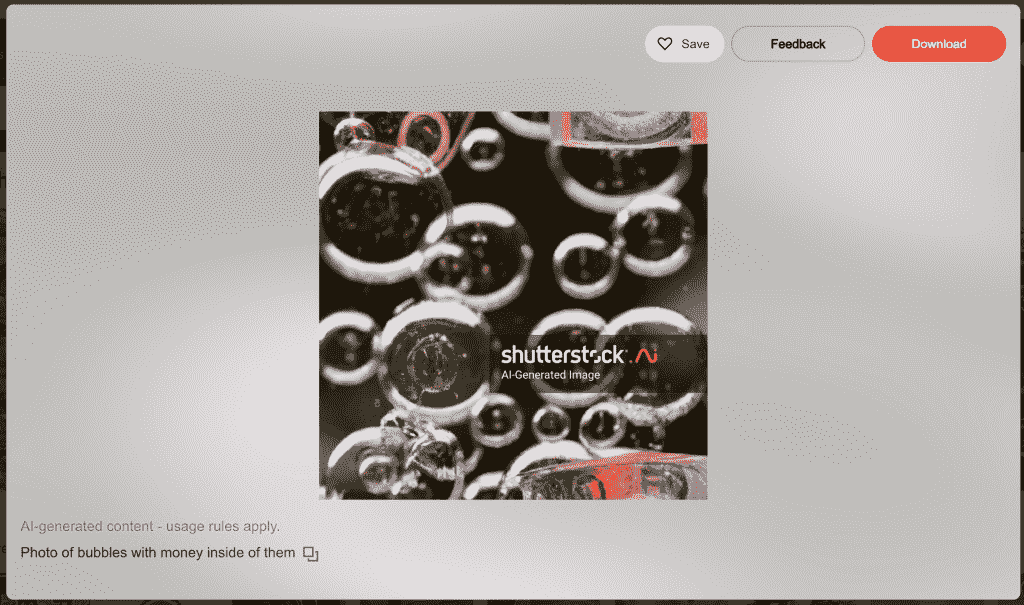 Save
Feedback
Download
shutterstock.
AI-Generated Image
AI-generated content - usage rules apply.
Photo of bubbles with money inside of them